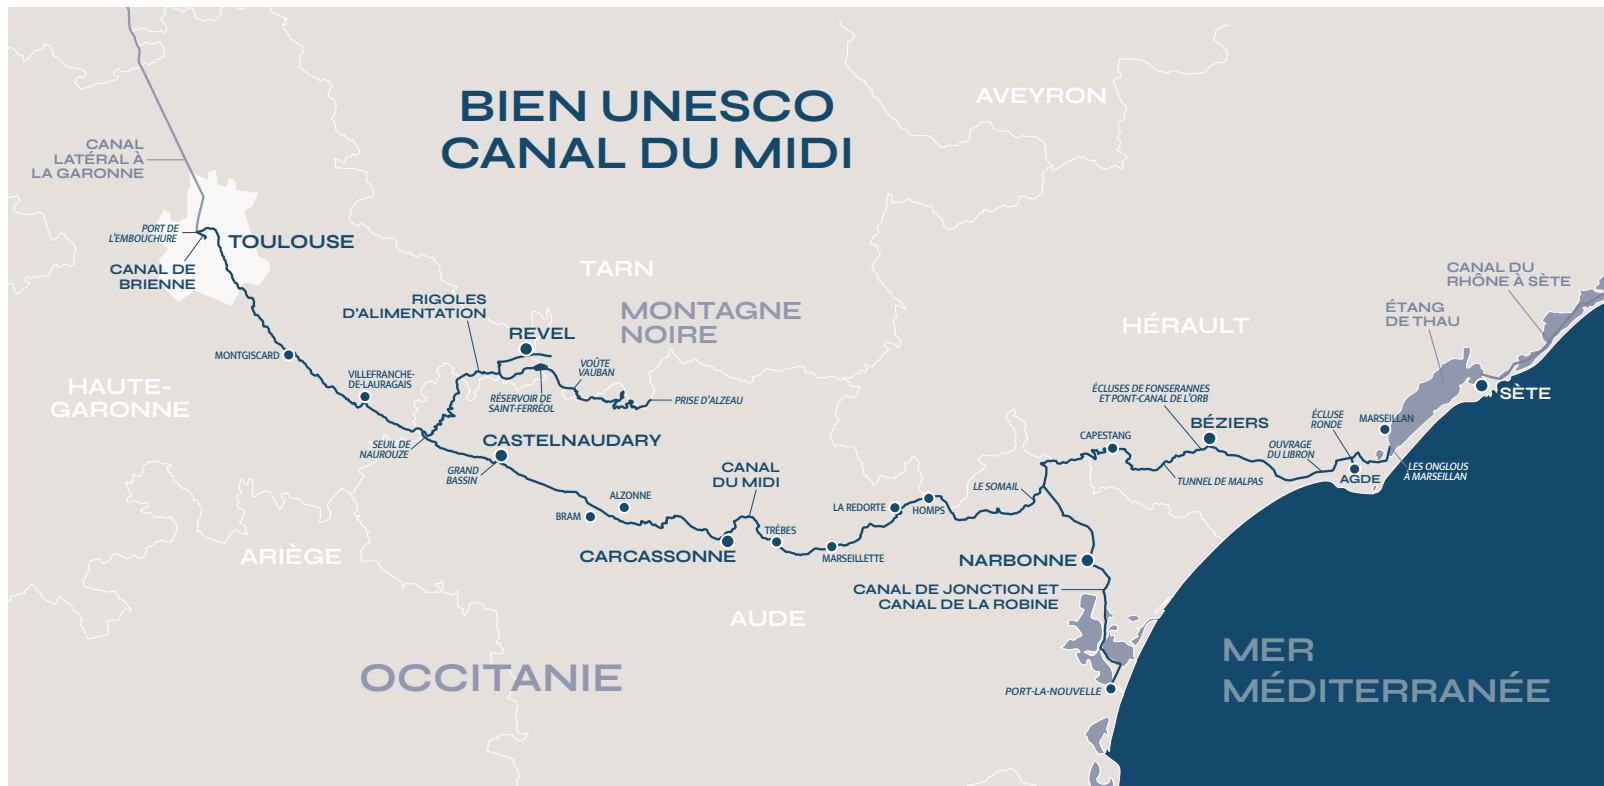 BIEN UNESCO
CANAL DU MIDI
AVEYRON
CANAL
LATÉRAL À
LA GARONNE
PORT DE
L'EMBOUCHURE
TOULOUSE
CANAL DE
BRIENNE
TARN
MONTAGNE
NOIRE
RIGOLES
D'ALIMENTATION
REVEL
HÉRAULT
CANAL DU
RHÔNE À SÈTE
ÉTANG
DE THAU
MONTGISCARD
VILLEFRANCHE-
DE-LAURAGAIS
VOÛTE
VAUBAN
RÉSERVOIR DE
SAINT-FERRÉOL
PRISE D'ALZEAU
HAUTE-
GARONNE
ÉCLUSES DE FONSERANNES
ET PONT-CANAL DE L'ORB
SÈTE
SEUIL DE
NAUROUZE
CASTELNAUDARY
GRAND
BASSIN
CAPESTANG
BÉZIERS
ÉCLUSE
RONDE
MARSEILLAN
OUVRAGE
DU LIBRON
TUNNEL DE MALPAS
AGDE
LES ONGLOUS
À MARSEILLAN
CANAL
DU MIDI
ALZONNE
BRAM
CARCASSONNE
TRÈBES
MARSEILLETTE
LA REDORTE
HOMPS
LE SOMAIL
ARIÈGE
NARBONNE
CANAL DE JONCTION ET
CANAL DE LA ROBINE
AUDE
OCCITANIE
PORT-LA-NOUVELLE
MER
MÉDITERRANÉE